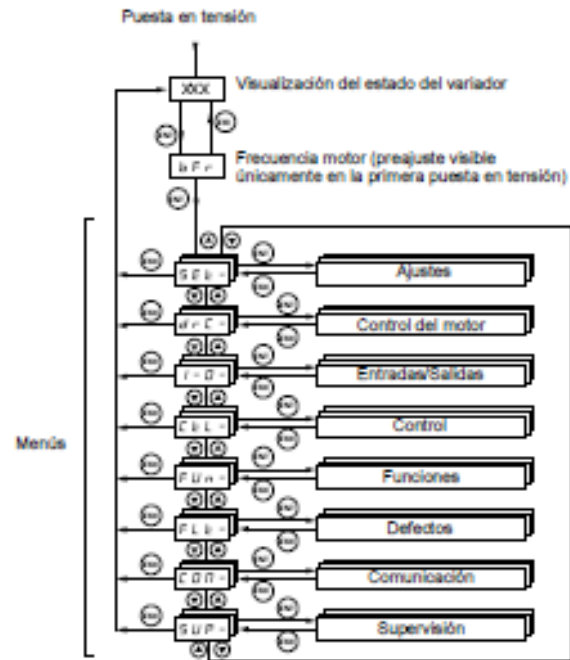 Puesta en tensión
XXX
Visualización del estado del variador
bFr
Frecuencia motor (preajuste visible
únicamente en la primera puesta en tensión)
Menús
SEt-
Ajustes
drC-
Control del motor
I-O-
Entradas/Salidas
CtL-
Control
FUn-
Funciones
FLt-
Defectos
COM-
Comunicación
SUP-
Supervisión